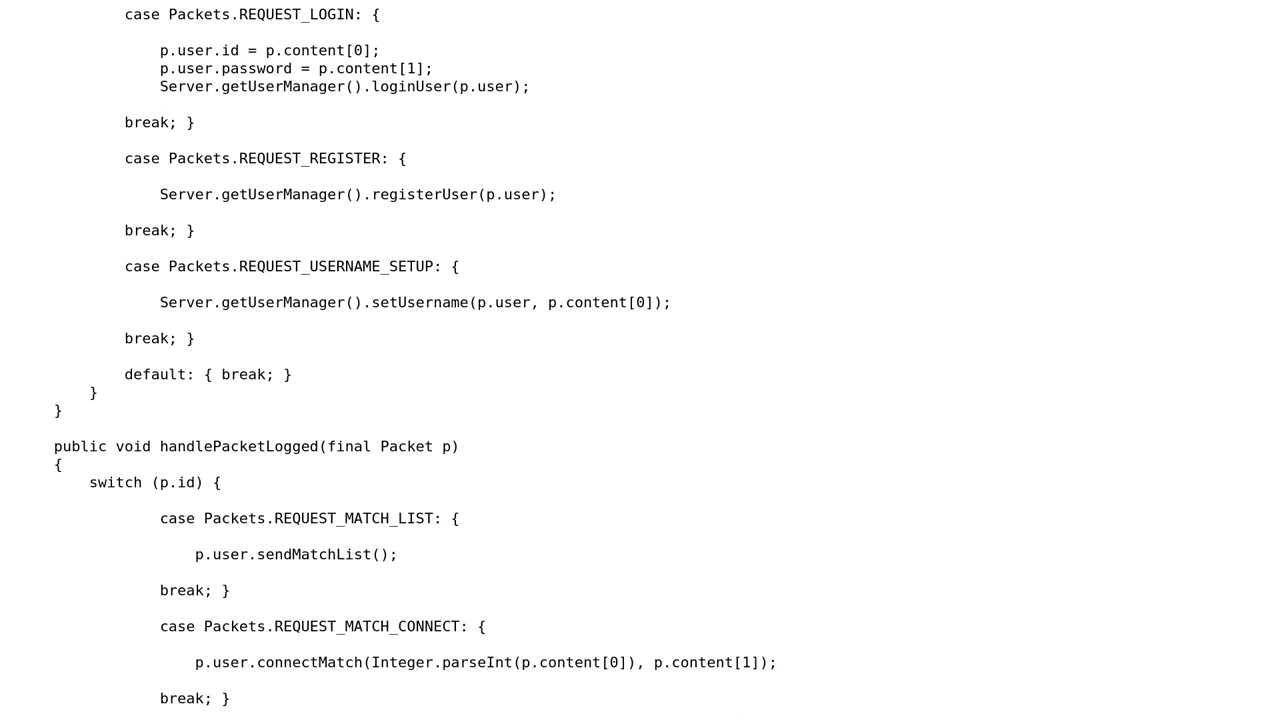 case Packets.REQUEST_LOGIN: {
p.user.id = p.content[0];
p.user.password = p.content[1];
Server.getUserManager().loginUser(p.user);
break; }
case Packets.REQUEST_REGISTER: {
Server.getUserManager().registerUser(p.user);
break; }
case Packets.REQUEST_USERNAME_SETUP: {
Server.getUserManager().setUsername(p.user, p.content[0]);
break; }
default: { break; }
}
}
public void handlePacketLogged(final Packet p)
{
switch (p.id) {
case Packets.REQUEST_MATCH_LIST: {
p.user.sendMatchList();
break; }
case Packets.REQUEST_MATCH_CONNECT: {
p.user.connectMatch(Integer.parseInt(p.content[0]), p.content[1]);
break; }